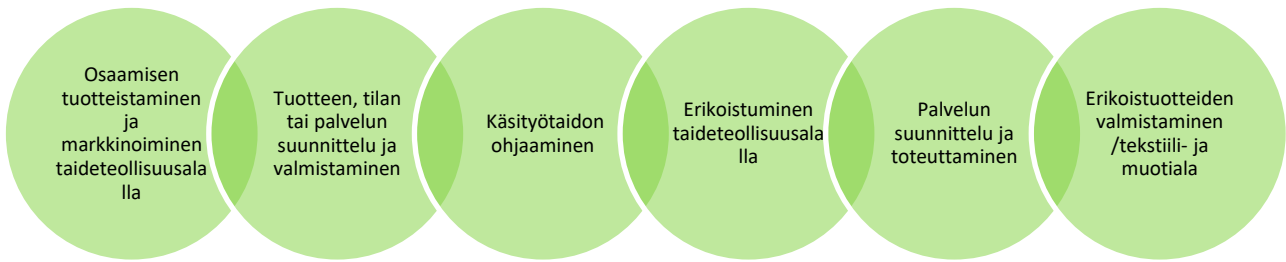 Osaamisen
tuotteistaminen
ja
markkinoiminen
taideteollisuusala
lla
Tuotteen, tilan
tai palvelun
suunnittelu ja
valmistaminen
Käsityötaidon
ohjaaminen
Erikoistuminen
taideteollisuusala
lla
Palvelun
suunnittelu ja
toteuttaminen
Erikoistuotteiden
valmistaminen
/tekstiili- ja
muotiala